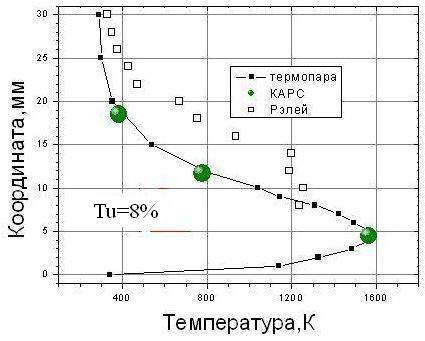 30
25
20
15
10
5
0
Координата,мм
термопара
КАРС
Рэлей
Tu=8%
400
800
1200
1600
Температура,К